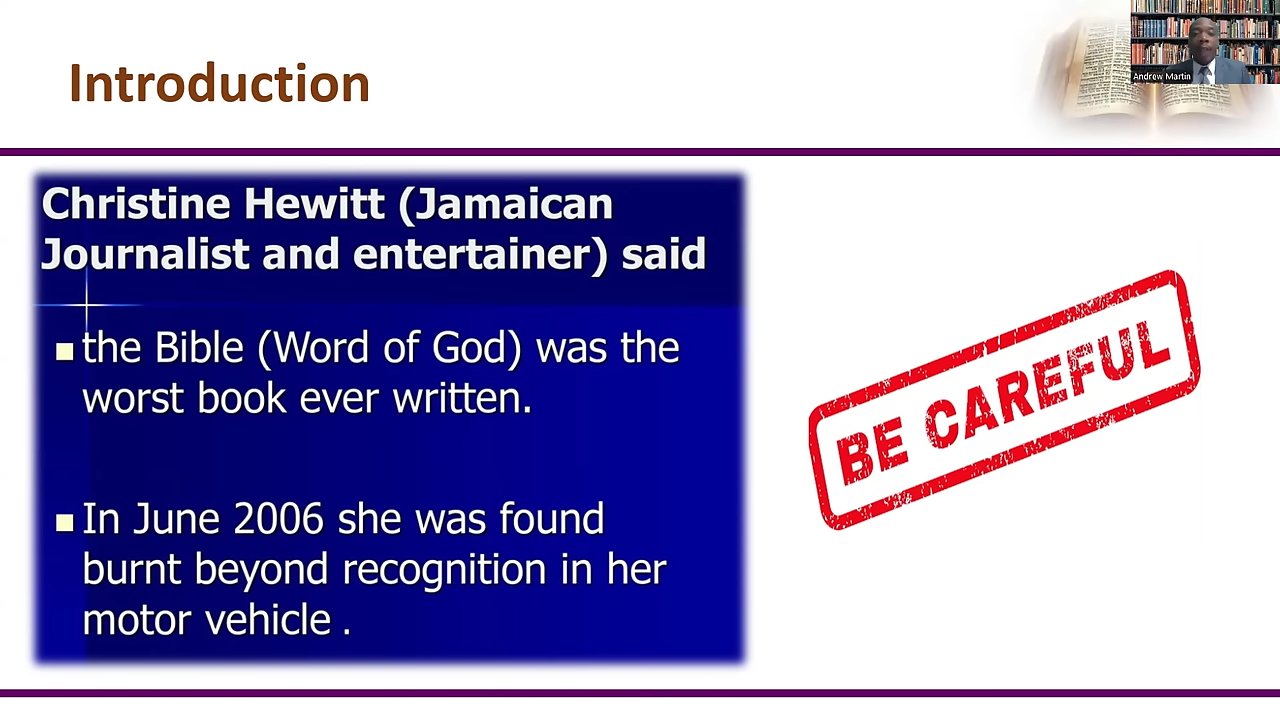 Introduction
Andrew Martin
Christine Hewitt (Jamaican
Journalist and entertainer) said
the Bible (Word of God) was the
worst book ever written.
In June 2006 she was found
burnt beyond recognition in her
motor vehicle .
BE CAREFUL